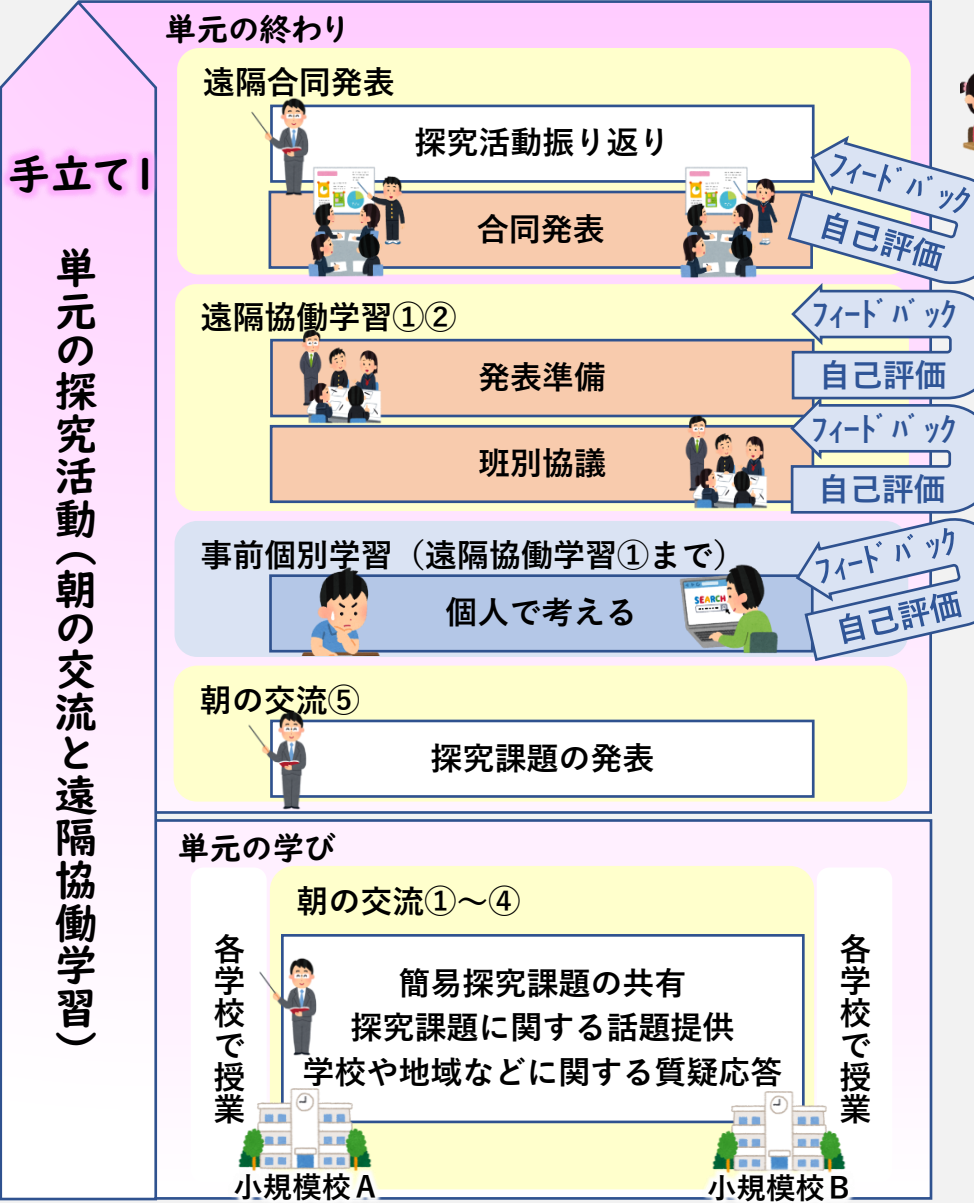 手立て1
単元の探究活動（朝の交流と遠隔協働学習）
単元の終わり
遠隔合同発表
探究活動振り返り
合同発表
フィードバック
自己評価
遠隔協働学習①②
発表準備
フィードバック
自己評価
班別協議
フィードバック
自己評価
事前個別学習（遠隔協働学習①まで）
個人で考える
SEARCH
フィードバック
自己評価
朝の交流⑤
探究課題の発表
単元の学び
朝の交流①～④
各学校で授業
簡易探究課題の共有
探究課題に関する話題提供
学校や地域などに関する質疑応答
各学校で授業
小規模校A
小規模校B